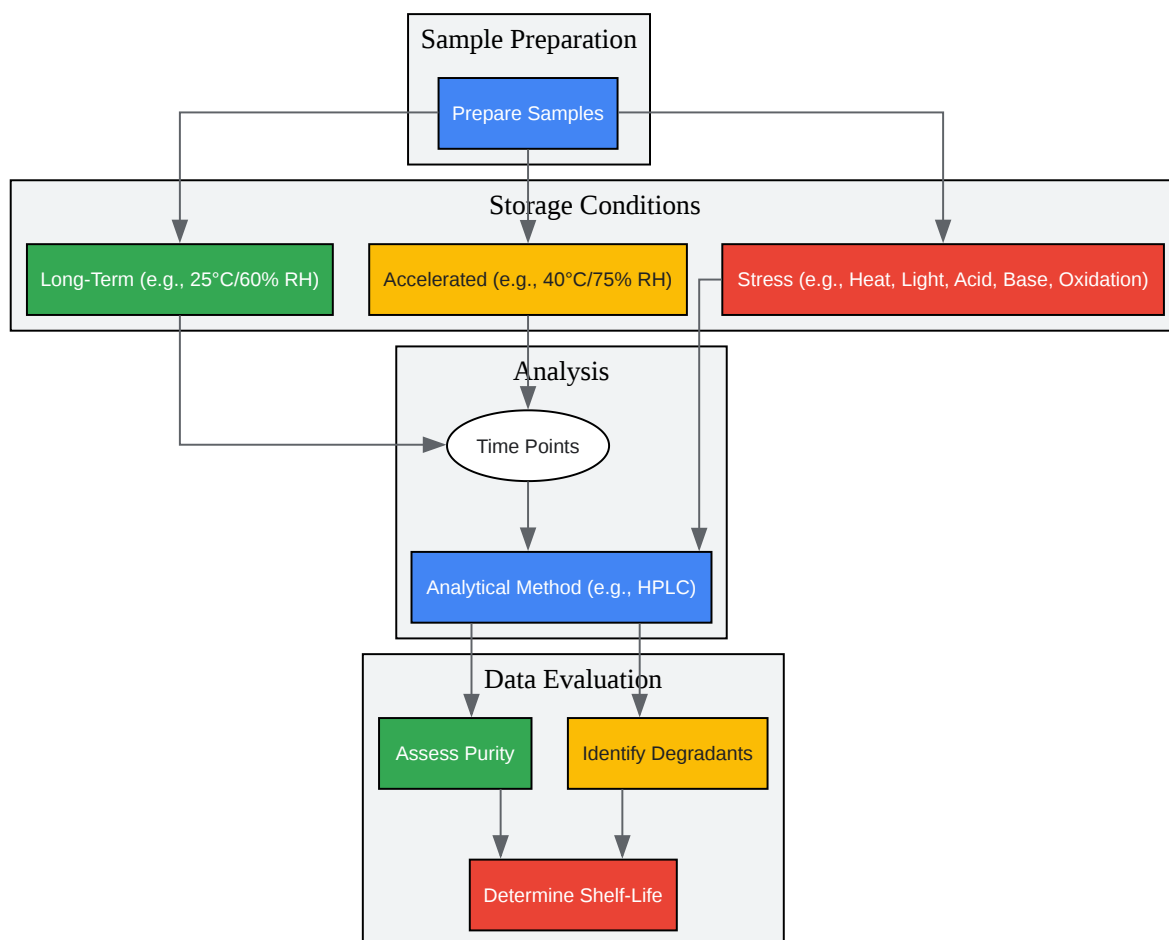 Sample Preparation
Prepare Samples
Storage Conditions
Long-Term (e.g., 25°C/60% RH)
Accelerated (e.g., 40°C/75% RH)
Stress (e.g., Heat, Light, Acid, Base, Oxidation)
Analysis
Time Points
Analytical Method (e.g., HPLC)
Data Evaluation
Assess Purity
Identify Degradants
Determine Shelf-Life